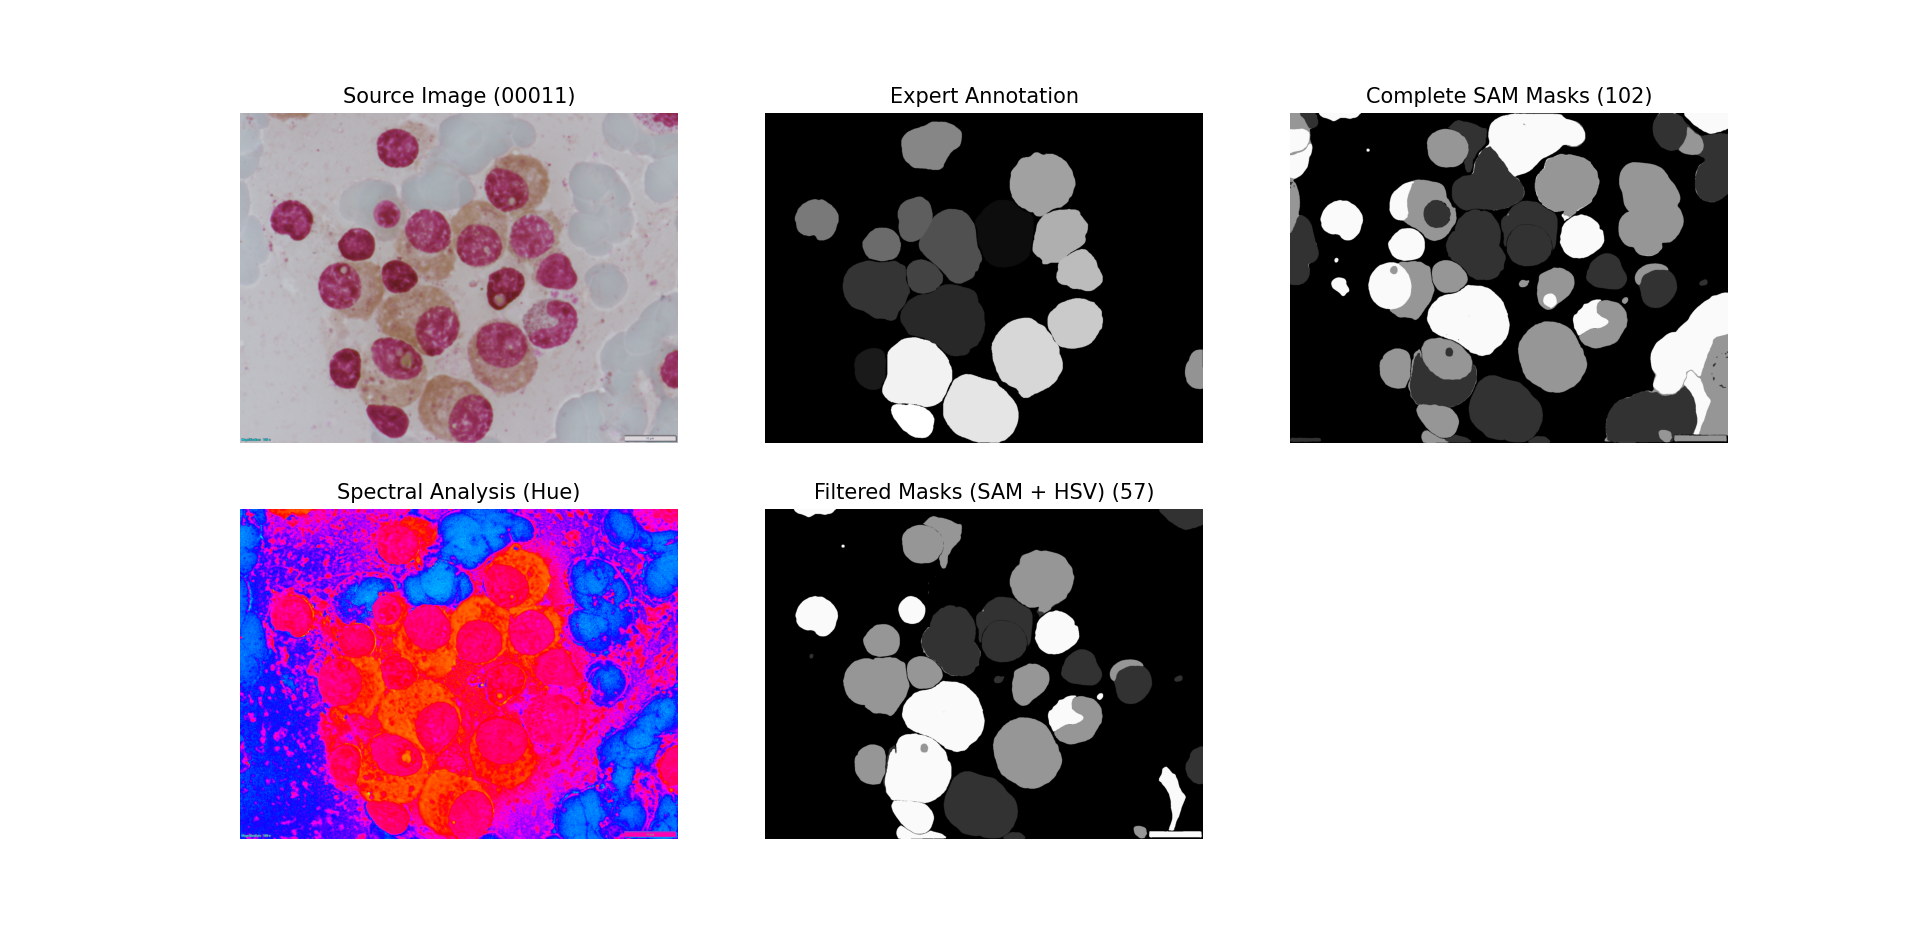 Source Image (00011)
Expert Annotation
Complete SAM Masks (102)
Spectral Analysis (Hue)
Filtered Masks (SAM + HSV) (57)